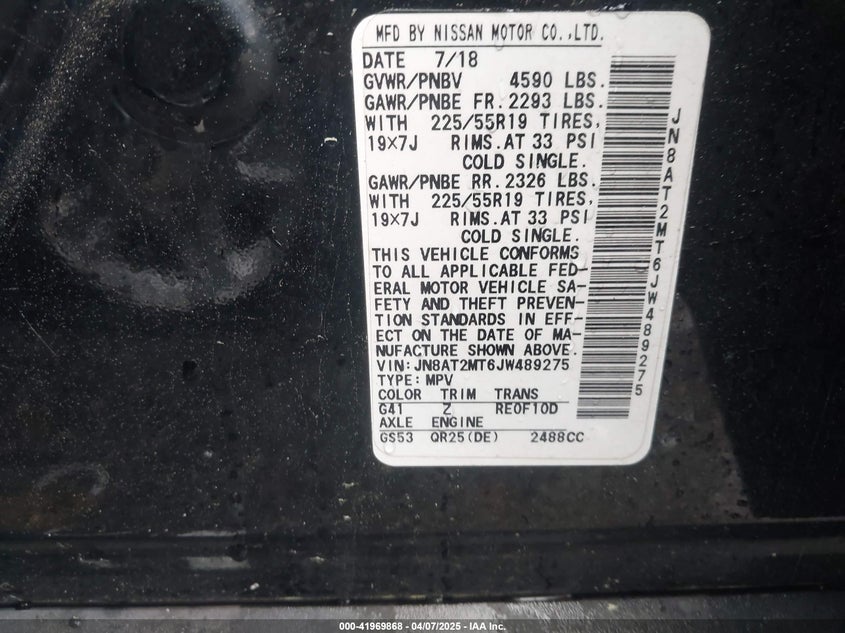 MFD BY NISSAN MOTOR CO.,LTD.
DATE 7/18
GVWR/PNBV 4590 LBS.
GAWR/PNBE FR. 2293 LBS.
WITH 225/55R19 TIRES,
19×7J RIMS. AT 33 PSI
COLD SINGLE.
GAWR/PNBE RR. 2326 LBS.
WITH 225/55R19 TIRES,
19×7J RIMS. AT 33 PSI
COLD SINGLE.
THIS VEHICLE CONFORMS
TO ALL APPLICABLE FED-
ERAL MOTOR VEHICLE SA-
FETY AND THEFT PREVEN-
TION STANDARDS IN EFF-
ECT ON THE DATE OF MA-
NUFACTURE SHOWN ABOVE.
VIN: JN8AT2MT6JW489275
TYPE: MPV
COLOR TRIM TRANS
G41 Z RE0F10D
AXLE ENGINE
GS53 QR25(DE) 2488CC
JN8AT2MT6JW489275
000-41969868 - 04/07/2025 - IAA Inc.